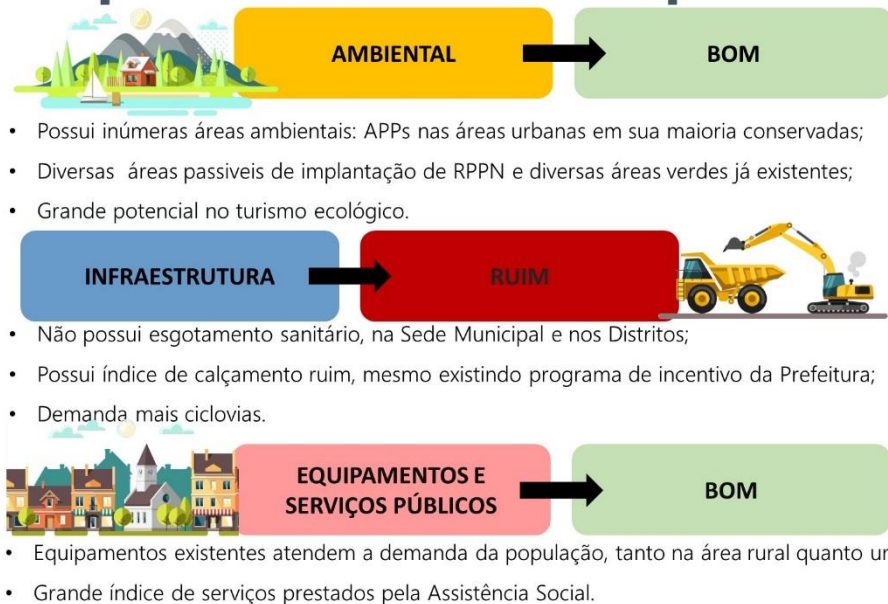 AMBIENTAL
BOM
• Possui inúmeras áreas ambientais: APPs nas áreas urbanas em sua maioria conservadas;
• Diversas áreas passiveis de implantação de RPPN e diversas áreas verdes já existentes;
• Grande potencial no turismo ecológico.
INFRAESTRUTURA
RUIM
• Não possui esgotamento sanitário, na Sede Municipal e nos Distritos;
• Possui índice de calçamento ruim, mesmo existindo programa de incentivo da Prefeitura;
• Demanda mais ciclovias.
EQUIPAMENTOS E
SERVIÇOS PÚBLICOS
BOM
• Equipamentos existentes atendem a demanda da população, tanto na área rural quanto
• Grande índice de serviços prestados pela Assistência Social.